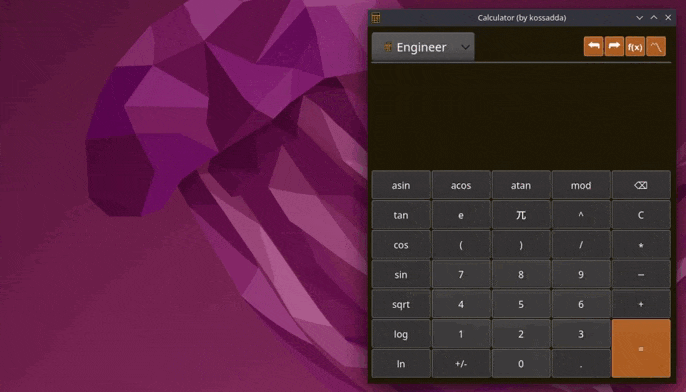 Calculator (by kossadda)
Engineer
f(x)
asin acos atan mod ⌫
tan e π ^ C
cos ( ) / *
sin 7 8 9 −
sqrt 4 5 6 +
log 1 2 3 =
ln +/- 0 .